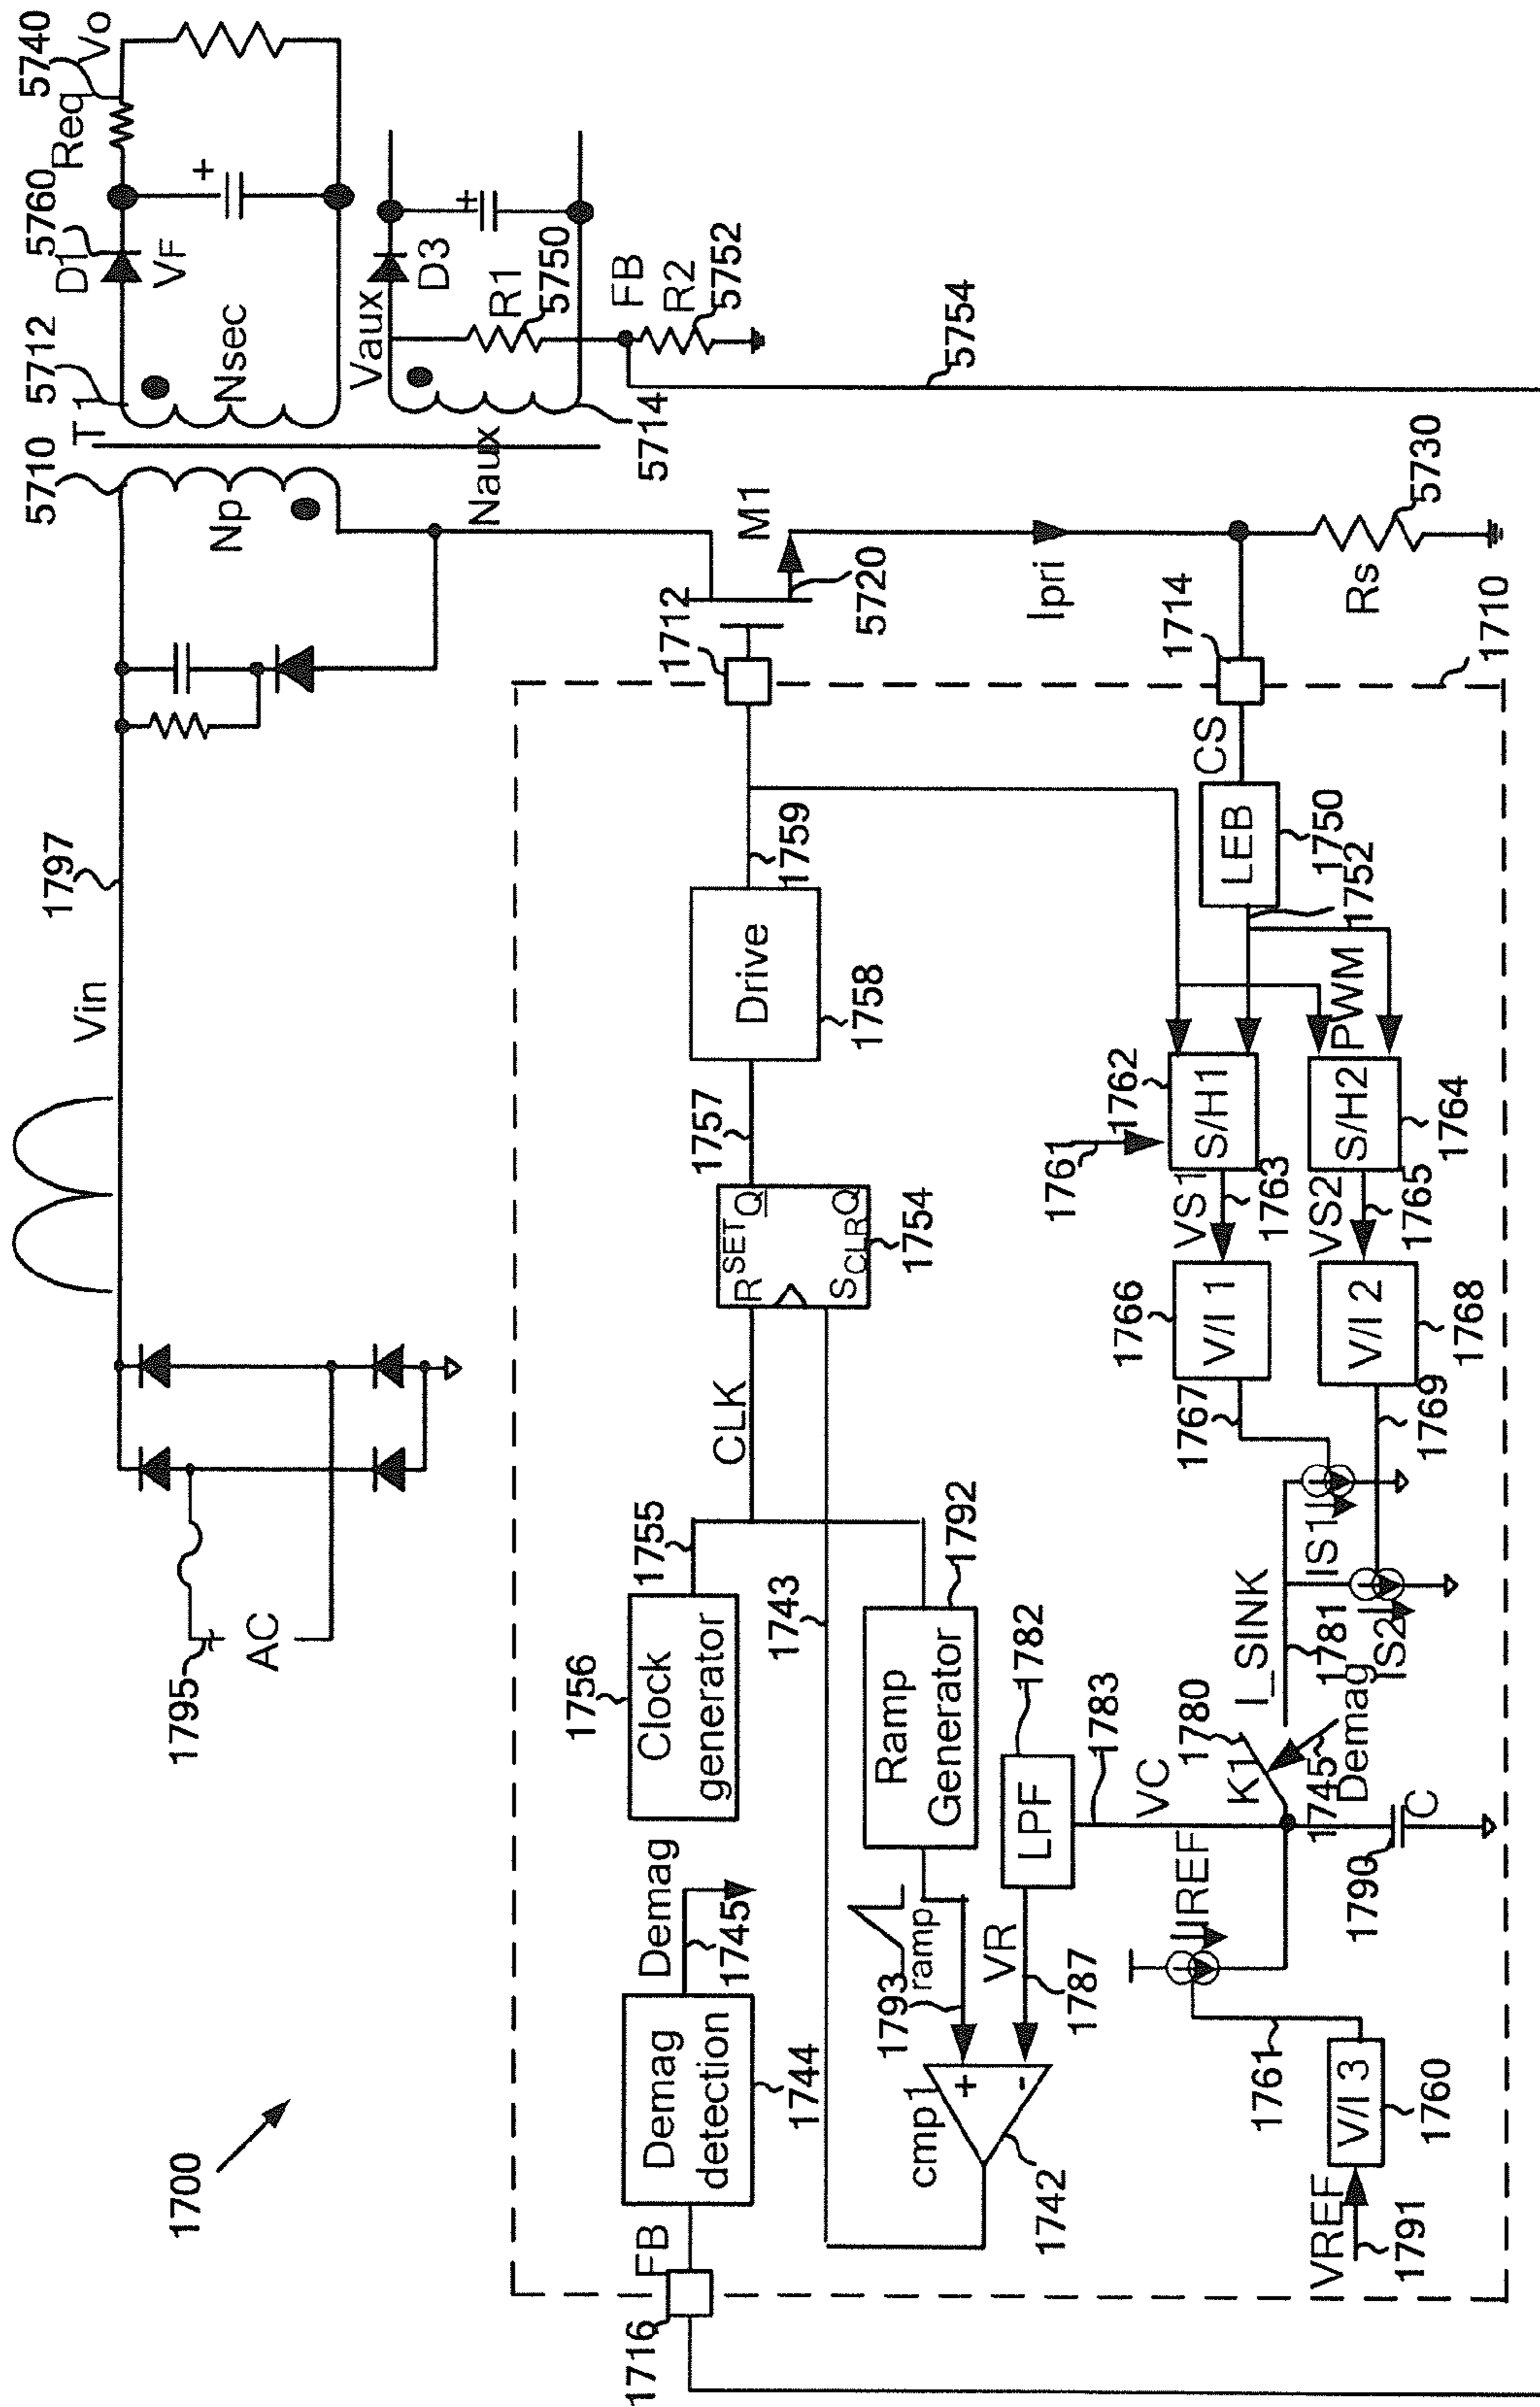 1700
1795
AC
Vin
1797
5710
T1
5712
Np
Nsec
D1
5760
VF
Req
5740
Vo
+
Naux
Vaux
5714
D3
±
R1
5750
FB
R2
5752
5754
M1
5720
Ipri
Rs
5730
1710
1712
1714
1716
FB
Demag
detection
1744
Demag
1745
1756
Clock
generator
1755
CLK
1743
R SET Q
S CLR Q
1754
1757
Drive
1758
1759
CS
LEB
1750
1752
PWM
1761
1762
S/H1
S/H2
1764
VS1
1763
VS2
1765
1766
V/I 1
V/I 2
1768
1767
1769
IS1
IS2
I_SINK
1781
1780
K1
1745
Demag
Ramp
Generator
1792
ramp
1793
LPF
1782
1783
VC
VR
1787
cmp1
+
-
1742
IREF
1790
C
1761
V/I 3
1760
VREF
1791